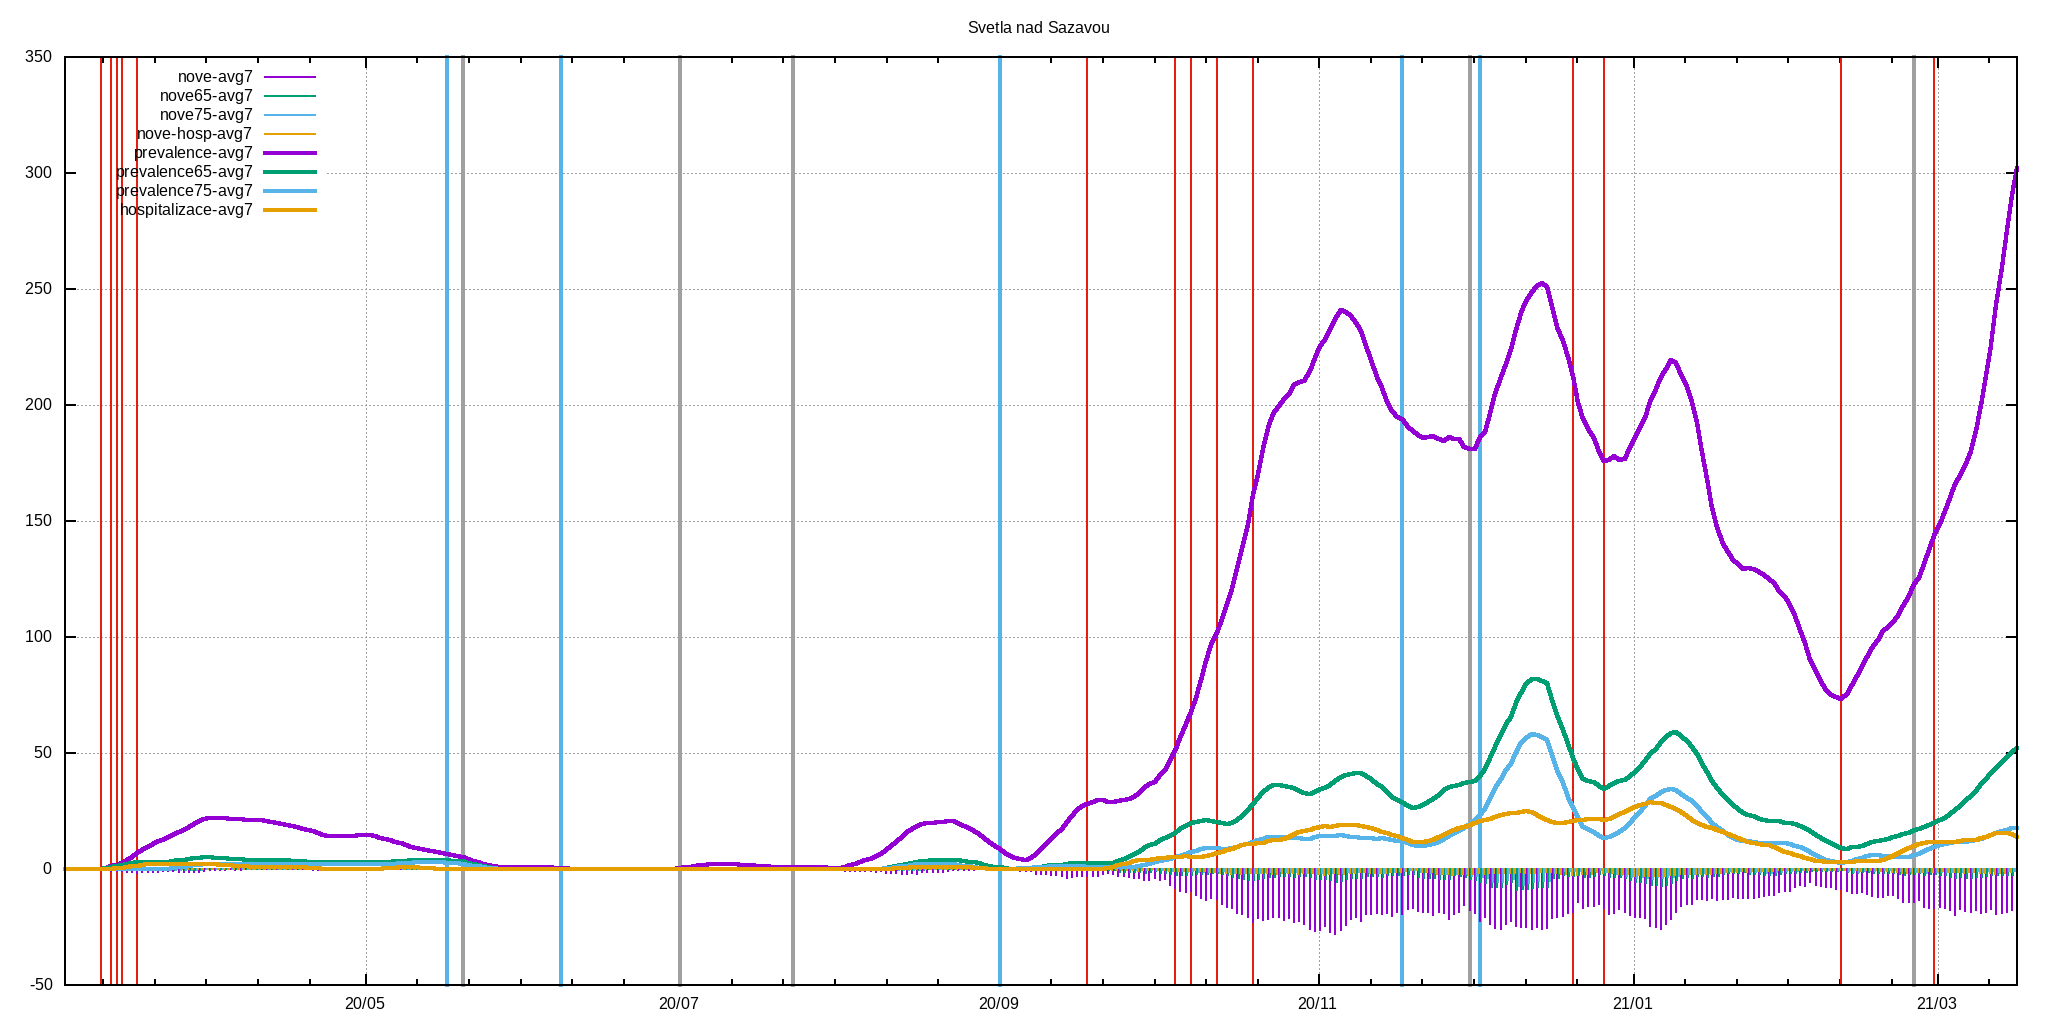 Svetla nad Sazavou
350
300
250
200
150
100
50
0
-50
nove-avg7
nove65-avg7
nove75-avg7
nove-hosp-avg7
prevalence-avg7
prevalence65-avg7
prevalence75-avg7
hospitalizace-avg7
20/05 20/07 20/09 20/11 21/01 21/03